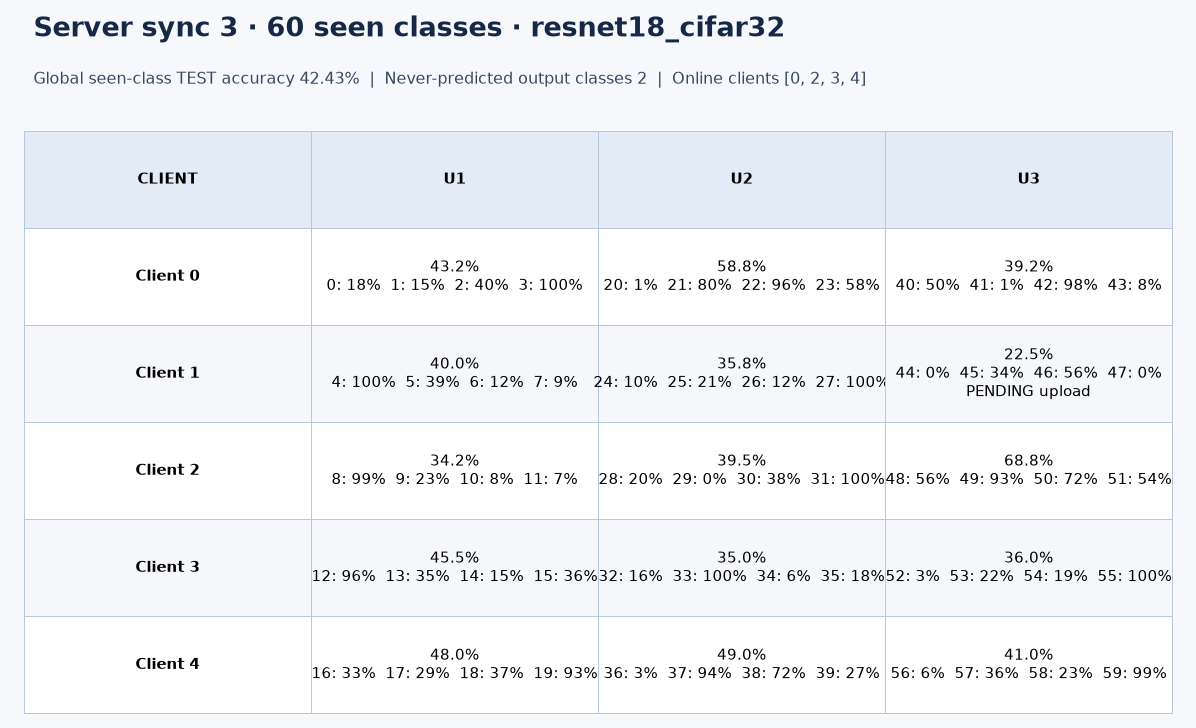 Server sync 3 · 60 seen classes · resnet18_cifar32
Global seen-class TEST accuracy 42.43% | Never-predicted output classes 2 | Online clients [0, 2, 3, 4]
CLIENT U1 U2 U3
Client 0
43.2%
0: 18% 1: 15% 2: 40% 3: 100%
58.8%
20: 1% 21: 80% 22: 96% 23: 58%
39.2%
40: 50% 41: 1% 42: 98% 43: 8%
Client 1
40.0%
4: 100% 5: 39% 6: 12% 7: 9%
35.8%
24: 10% 25: 21% 26: 12% 27: 100%
22.5%
44: 0% 45: 34% 46: 56% 47: 0%
PENDING upload
Client 2
34.2%
8: 99% 9: 23% 10: 8% 11: 7%
39.5%
28: 20% 29: 0% 30: 38% 31: 100%
68.8%
48: 56% 49: 93% 50: 72% 51: 54%
Client 3
45.5%
12: 96% 13: 35% 14: 15% 15: 36%
35.0%
32: 16% 33: 100% 34: 6% 35: 18%
36.0%
52: 3% 53: 22% 54: 19% 55: 100%
Client 4
48.0%
16: 33% 17: 29% 18: 37% 19: 93%
49.0%
36: 3% 37: 94% 38: 72% 39: 27%
41.0%
56: 6% 57: 36% 58: 23% 59: 99%